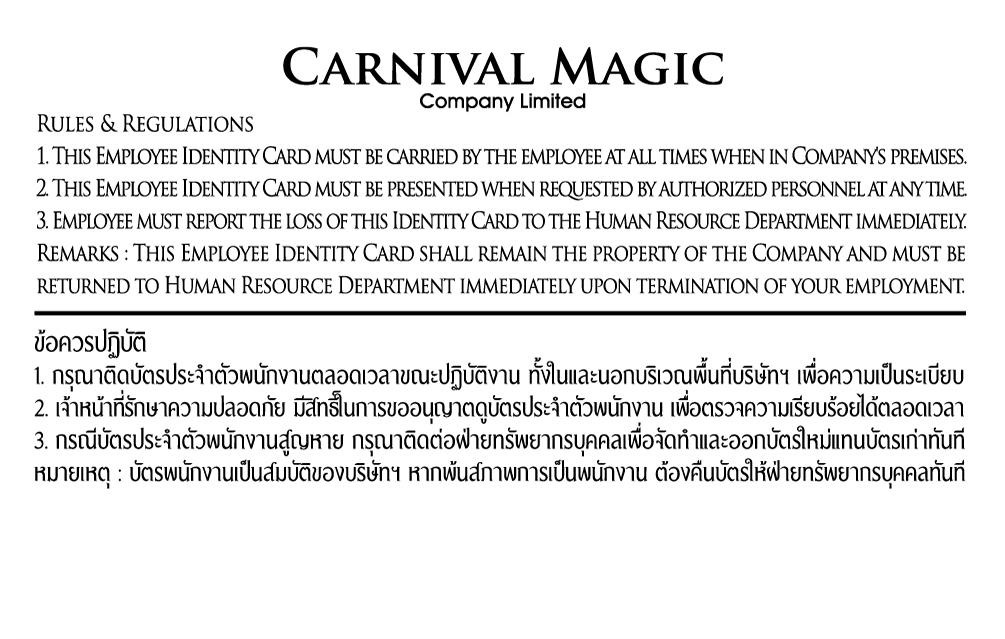 CARNIVAL MAGIC
Company Limited
RULES & REGULATIONS
1. THIS EMPLOYEE IDENTITY CARD MUST BE CARRIED BY THE EMPLOYEE AT ALL TIMES WHEN IN COMPANY'S PREMISES.
2. THIS EMPLOYEE IDENTITY CARD MUST BE PRESENTED WHEN REQUESTED BY AUTHORIZED PERSONNEL AT ANY TIME.
3. EMPLOYEE MUST REPORT THE LOSS OF THIS IDENTITY CARD TO THE HUMAN RESOURCE DEPARTMENT IMMEDIATELY.
REMARKS : THIS EMPLOYEE IDENTITY CARD SHALL REMAIN THE PROPERTY OF THE COMPANY AND MUST BE
RETURNED TO HUMAN RESOURCE DEPARTMENT IMMEDIATELY UPON TERMINATION OF YOUR EMPLOYMENT.
ข้อควรปฏิบัติ
1. กรุณาติดบัตรประจำตัวพนักงานตลอดเวลาขณะปฏิบัติงาน ทั้งในและนอกบริเวณพื้นที่บริษัทฯ เพื่อความเป็นระเบียบ
2. เจ้าหน้าที่รักษาความปลอดภัย มีสิทธิ์ในการขออนุญาตดูบัตรประจำตัวพนักงาน เพื่อตรวจความเรียบร้อยได้ตลอดเวลา
3. กรณีบัตรประจำตัวพนักงานสูญหาย กรุณาติดต่อฝ่ายทรัพยากรบุคคลเพื่อจัดทำและออกบัตรใหม่แทนบัตรเก่าทันที
หมายเหตุ : บัตรพนักงานเป็นสมบัติของบริษัทฯ หากพ้นสภาพการเป็นพนักงาน ต้องคืนบัตรให้ฝ่ายทรัพยากรบุคคลทันที